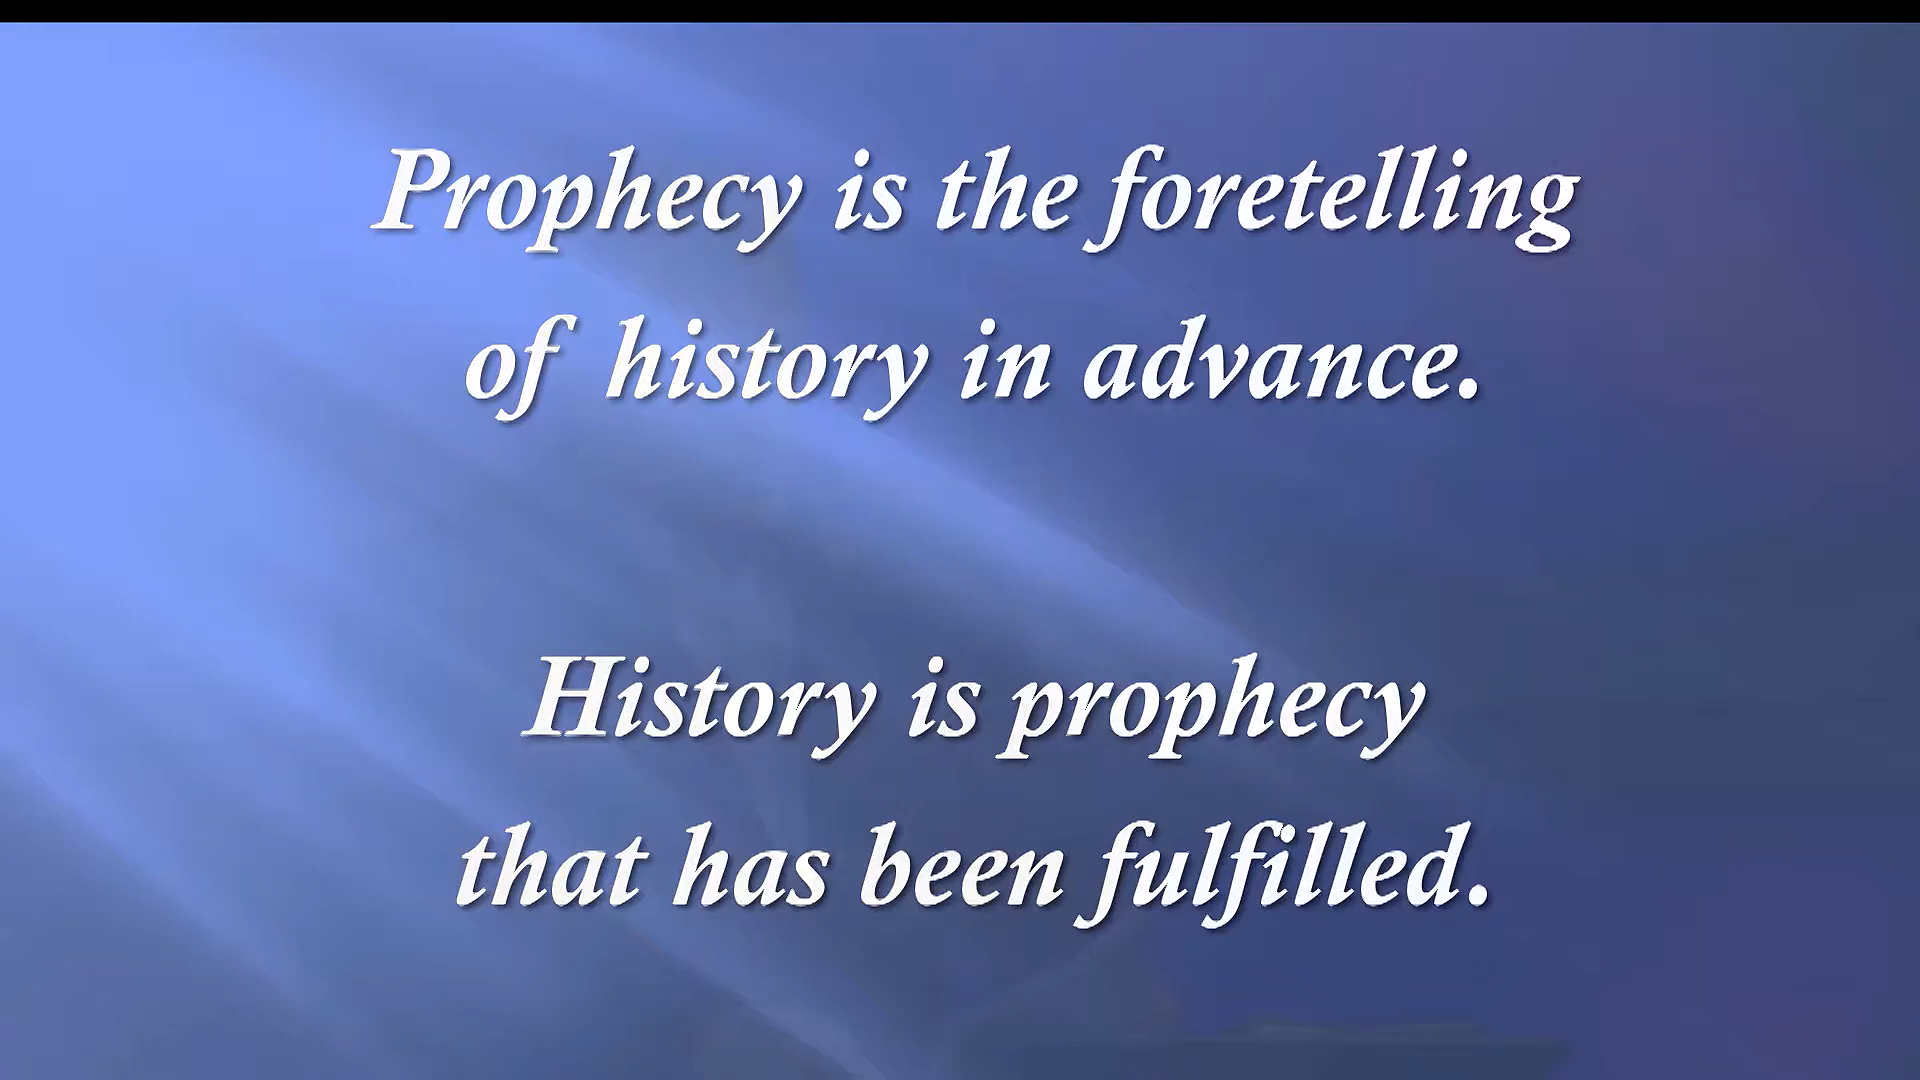 Prophecy is the foretelling
of history in advance.
History is prophecy
that has been fulfilled.